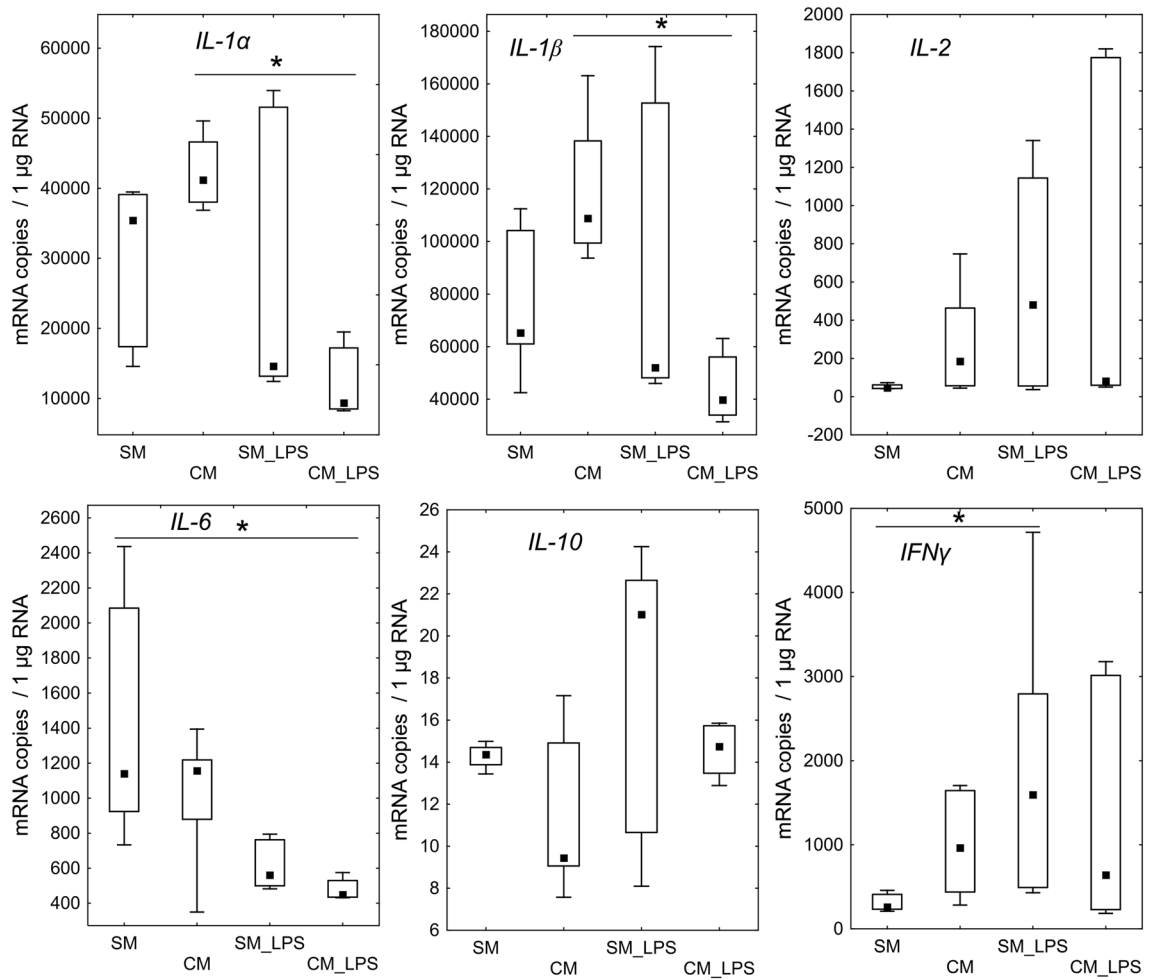 IL-1α
*
60000
50000
40000
30000
20000
10000
mRNA copies / 1 µg RNA
SM
CM
SM_LPS
CM_LPS
IL-1β
*
180000
160000
140000
120000
100000
80000
60000
40000
mRNA copies / 1 µg RNA
SM
CM
SM_LPS
CM_LPS
IL-2
2000
1800
1600
1400
1200
1000
800
600
400
200
0
-200
mRNA copies / 1 µg RNA
SM
CM
SM_LPS
CM_LPS
IL-6 *
2600
2400
2200
2000
1800
1600
1400
1200
1000
800
600
400
mRNA copies / 1 µg RNA
SM
CM
SM_LPS
CM_LPS
IL-10
26
24
22
20
18
16
14
12
10
8
6
mRNA copies / 1 µg RNA
SM
CM
SM_LPS
CM_LPS
*
IFNγ
5000
4000
3000
2000
1000
0
mRNA copies / 1 µg RNA
SM
CM
SM_LPS
CM_LPS